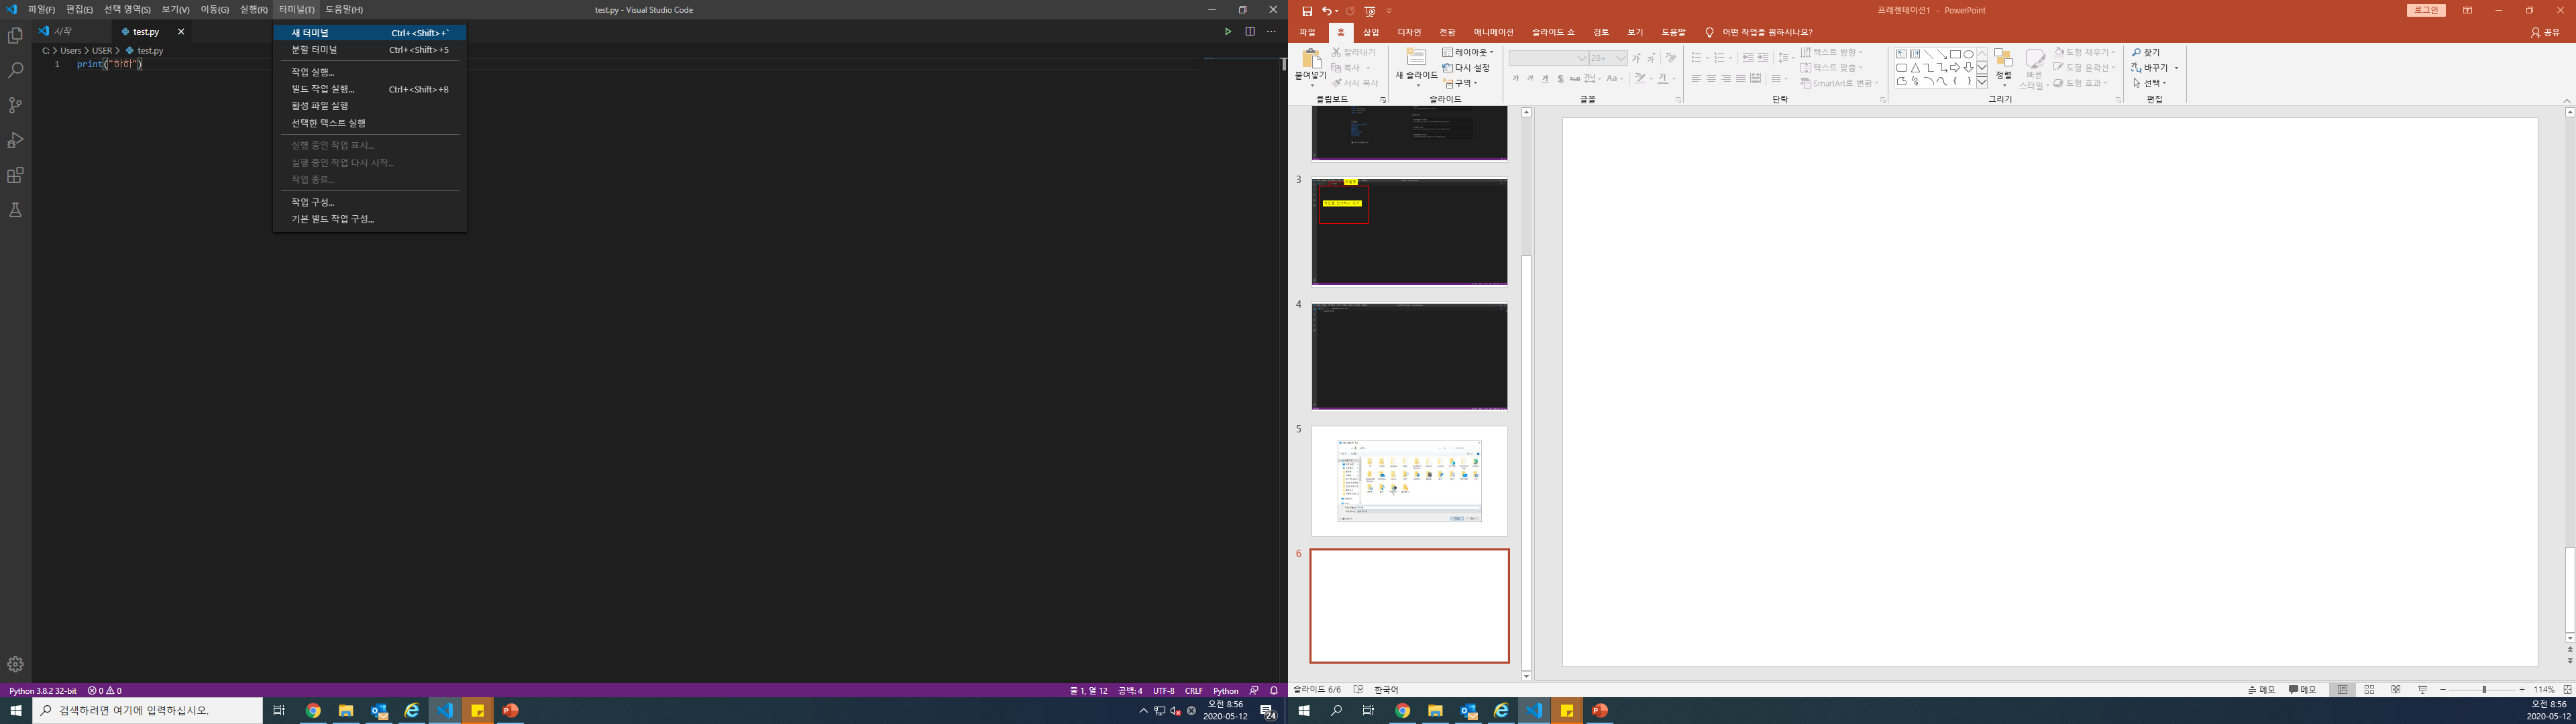 파일(F) 편집(E) 선택 영역(S) 보기(V) 이동(G) 실행(R) 터미널(T) 도움말(H)
test.py - Visual Studio Code
시작
test.py
C: > Users > USER > test.py
1 print("하하")
새 터미널 Ctrl+<Shift>+`
분할 터미널 Ctrl+<Shift>+5
작업 실행...
빌드 작업 실행... Ctrl+<Shift>+B
활성 파일 실행
선택한 텍스트 실행
실행 중인 작업 표시...
실행 중인 작업 다시 시작...
작업 종료...
작업 구성...
기본 빌드 작업 구성...
Python 3.8.2 32-bit 0 0
줄 1, 열 12 공백: 4 UTF-8 CRLF Python
검색하려면 여기에 입력하십시오.
오전 8:56
2020-05-12
24
프레젠테이션1 - PowerPoint
로그인
파일 홈 삽입 디자인 전환 애니메이션 슬라이드 쇼 검토 보기 도움말 어떤 작업을 원하시나요? 공유
붙여넣기
잘라내기
복사
서식 복사
클립보드
새 슬라이드
레이아웃
다시 설정
구역
슬라이드
28+
글꼴
텍스트 방향
텍스트 맞춤
SmartArt로 변환
단락
정렬
빠른 스타일
도형 채우기
도형 윤곽선
도형 효과
그리기
찾기
바꾸기
선택
편집
3
4
5
6
슬라이드 6/6 한국어
메모 메모 114%
오전 8:56
2020-05-12